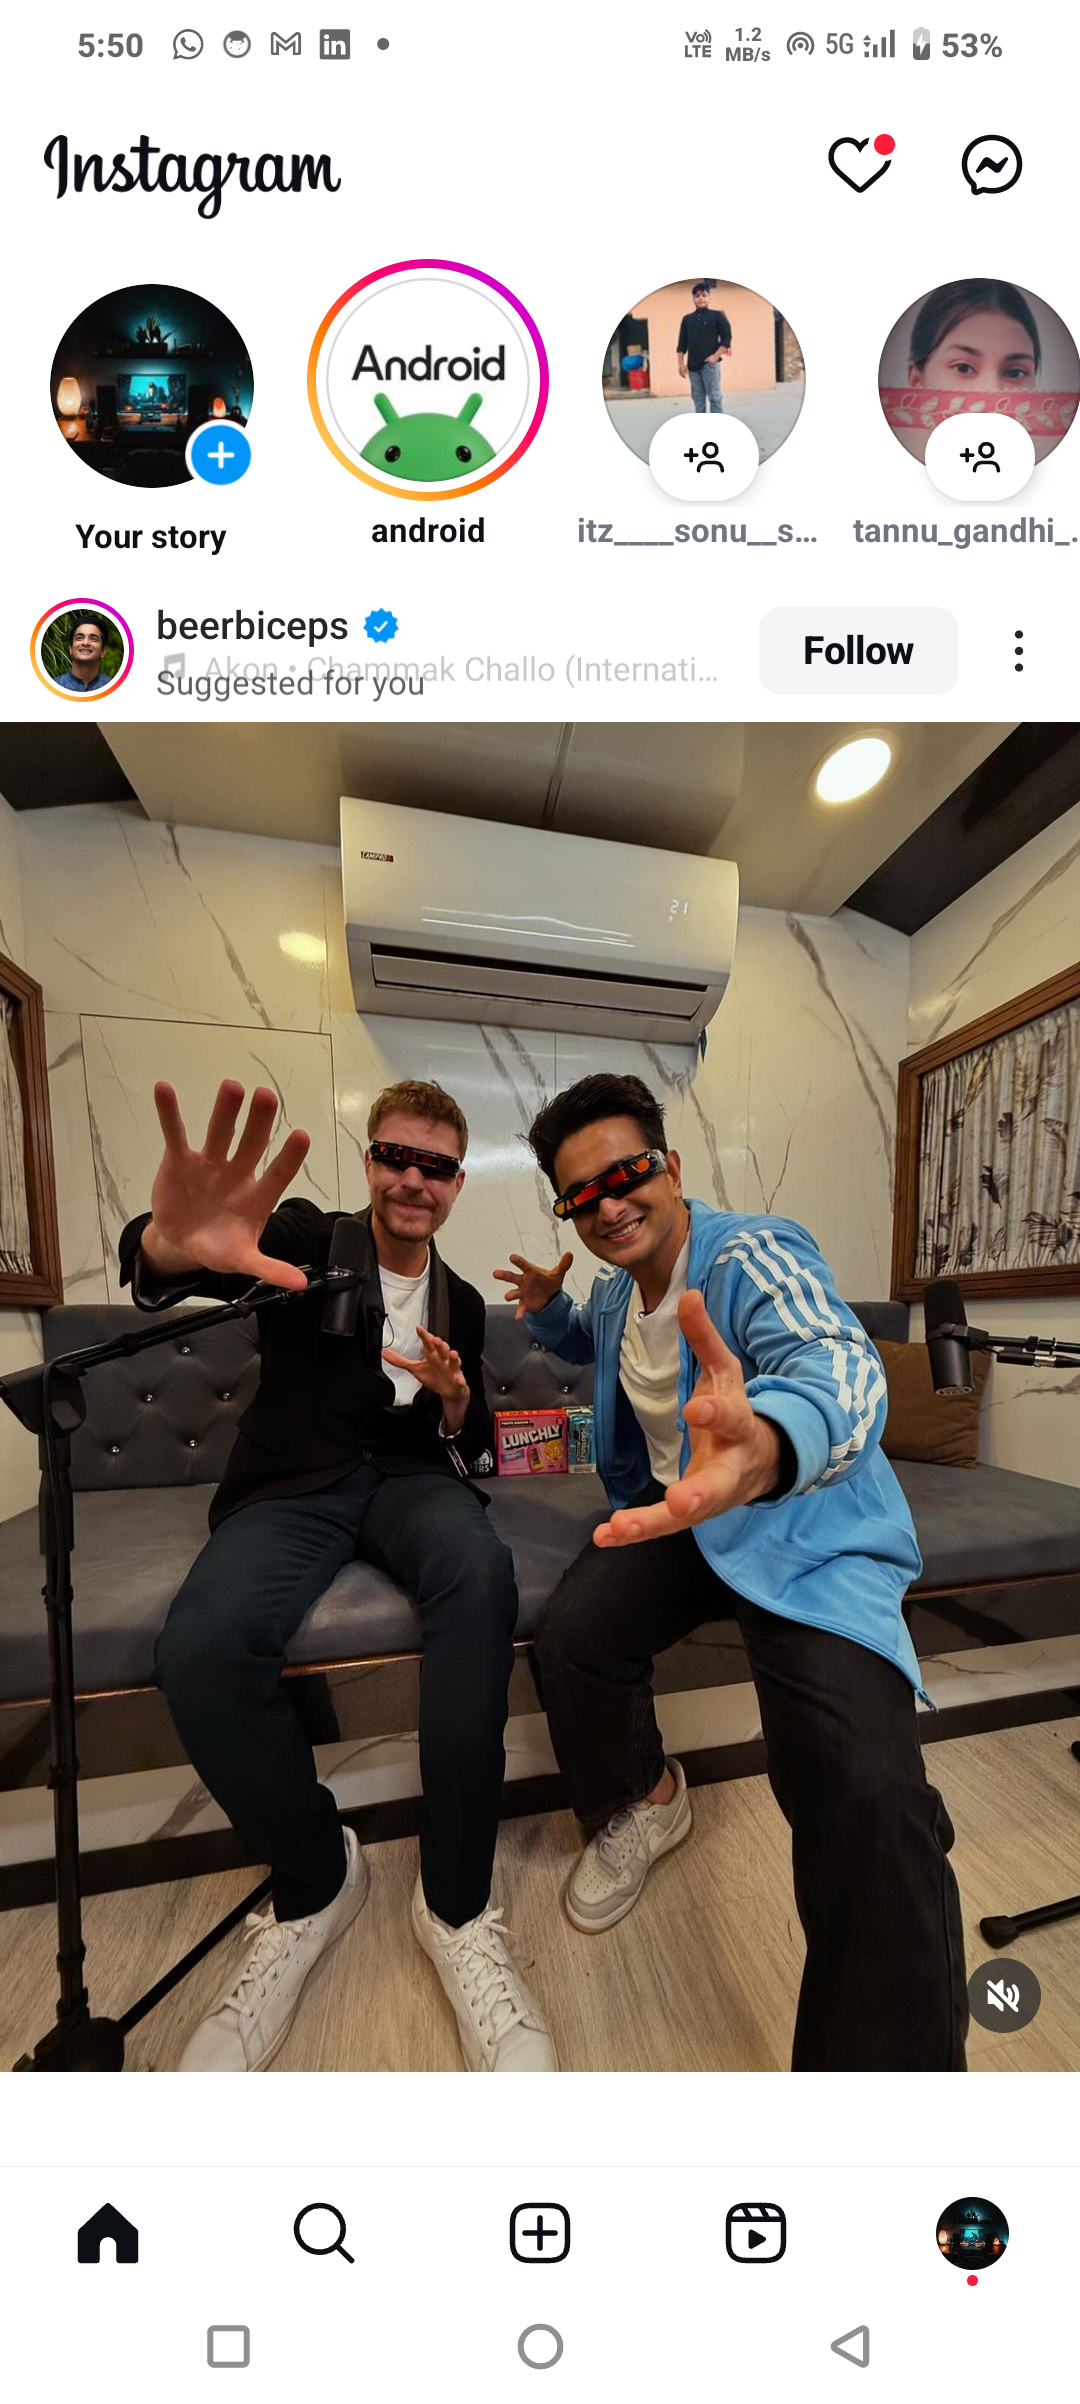 5:50
Vo)) LTE 1.2 MB/s 5G 53%
Instagram
Android
Your story
android
itz____sonu__s...
tannu_gandhi_.
beerbiceps
Akon • Chammak Challo (Internati...
Suggested for you
Follow
21
LUNCHLY